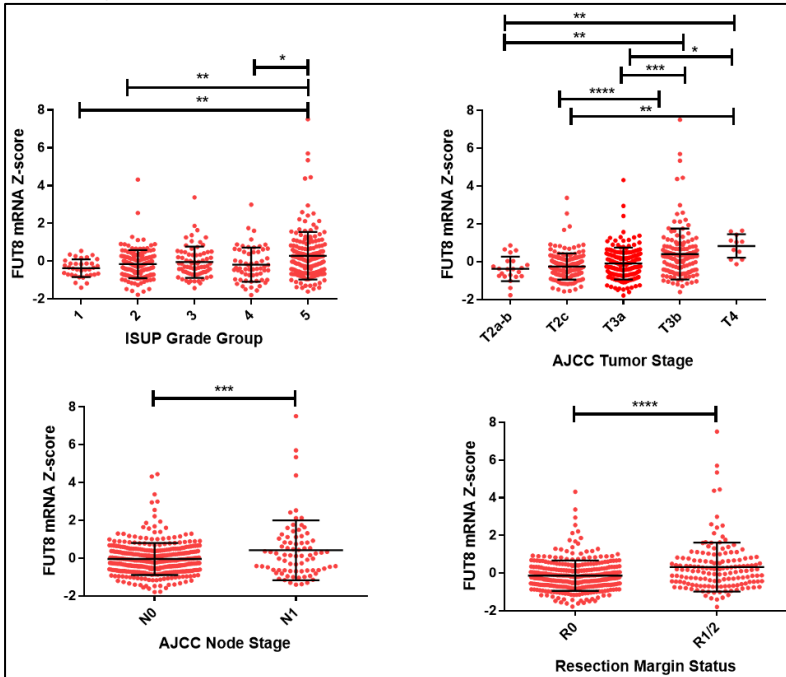 *
**
**
8
6
4
2
0
-2
FUT8 mRNA Z-score
1
2
3
4
5
ISUP Grade Group
**
**
*
***
****
**
8
6
4
2
0
-2
FUT8 mRNA Z-score
T2a-b
T2c
T3a
T3b
T4
AJCC Tumor Stage
***
8
6
4
2
0
-2
FUT8 mRNA Z-score
N0
N1
AJCC Node Stage
****
8
6
4
2
0
-2
FUT8 mRNA Z-score
R0
R1/2
Resection Margin Status